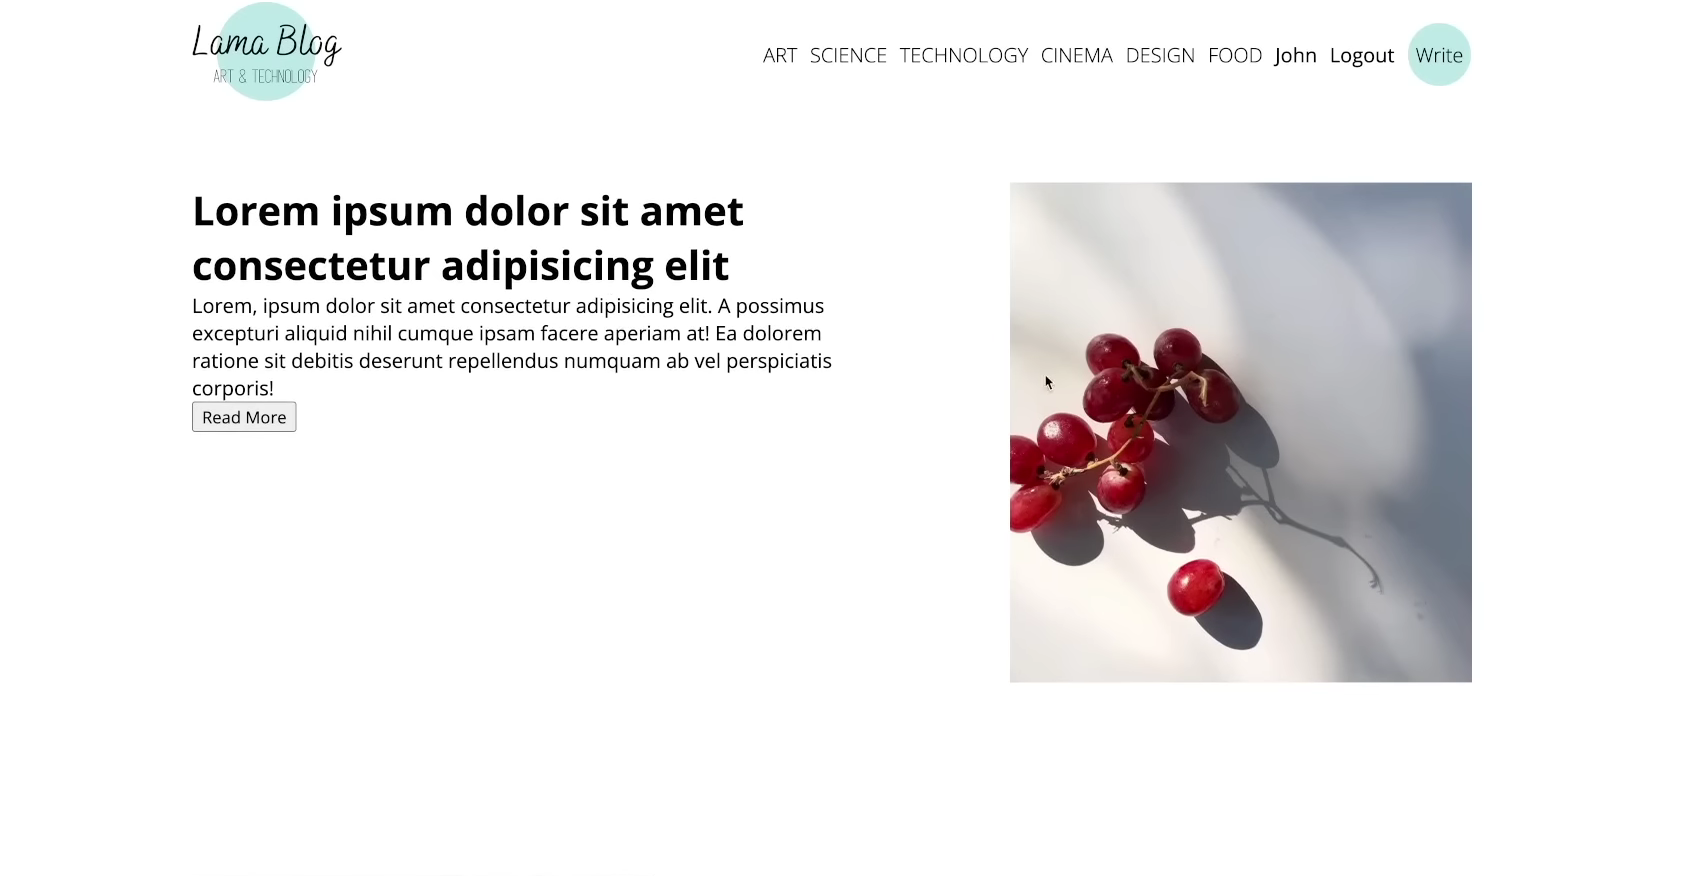 Lama Blog
ART & TECHNOLOGY
ART SCIENCE TECHNOLOGY CINEMA DESIGN FOOD John Logout Write
Lorem ipsum dolor sit amet
consectetur adipisicing elit
Lorem, ipsum dolor sit amet consectetur adipisicing elit. A possimus
excepturi aliquid nihil cumque ipsam facere aperiam at! Ea dolorem
ratione sit debitis deserunt repellendus numquam ab vel perspiciatis
corporis!
Read More